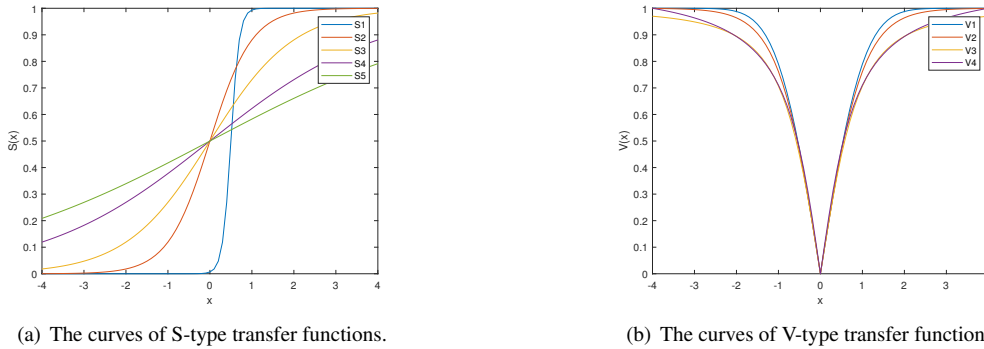 1
0.9
0.8
0.7
0.6
0.5
0.4
0.3
0.2
0.1
0
S(x)
-4 -3 -2 -1 0 1 2 3 4
x
S1
S2
S3
S4
S5
(a) The curves of S-type transfer functions.
1
0.9
0.8
0.7
0.6
0.5
0.4
0.3
0.2
0.1
0
V(x)
-4 -3 -2 -1 0 1 2 3
x
V1
V2
V3
V4
(b) The curves of V-type transfer function